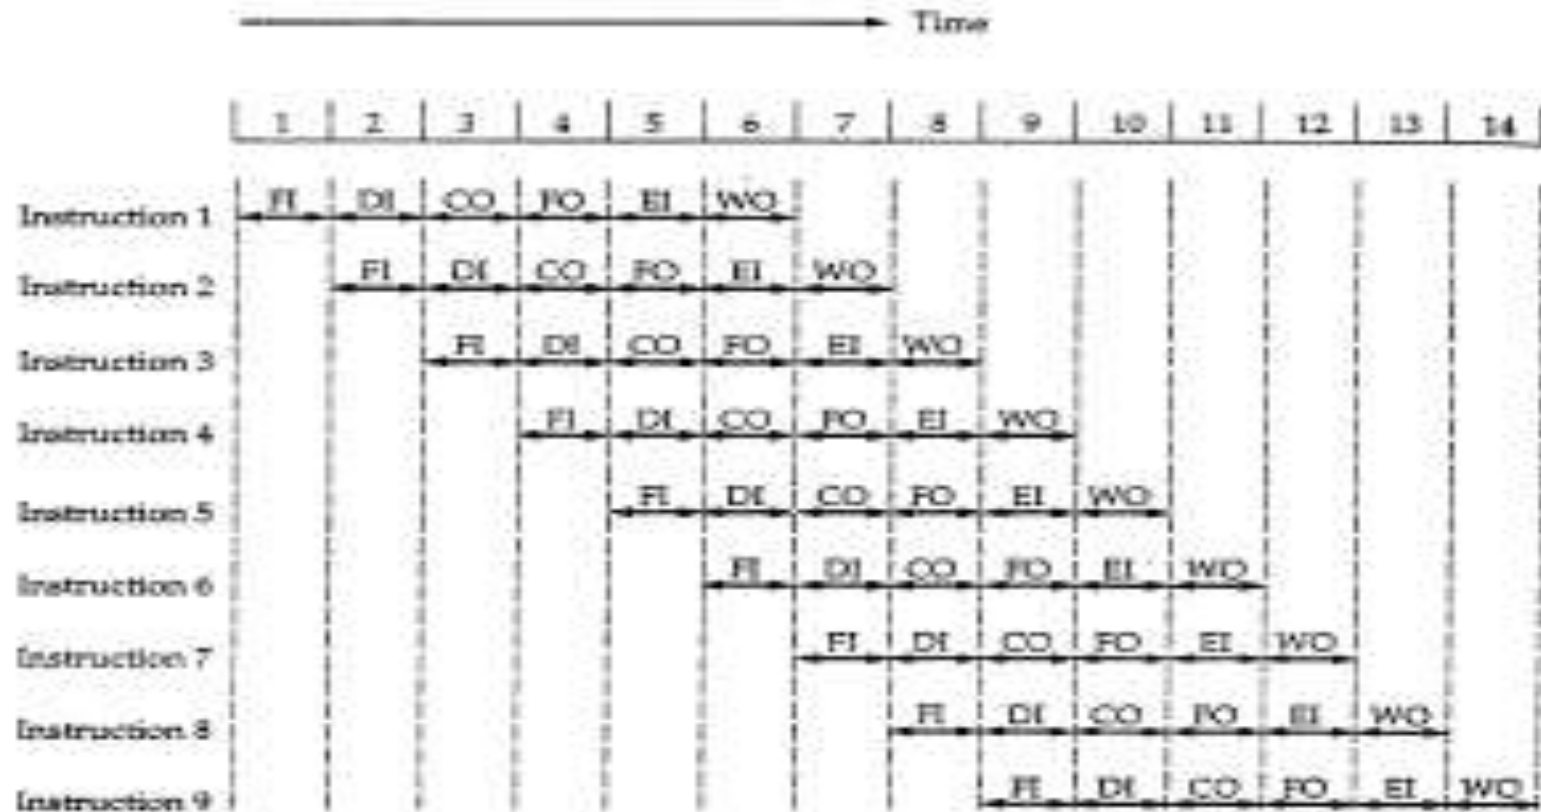 Time
1 2 3 4 5 6 7 8 9 10 11 12 13 14
Instruction 1 FI DI CO FO EI WO
Instruction 2 FI DI CO FO EI WO
Instruction 3 FI DI CO FO EI WO
Instruction 4 FI DI CO FO EI WO
Instruction 5 FI DI CO FO EI WO
Instruction 6 FI DI CO FO EI WO
Instruction 7 FI DI CO FO EI WO
Instruction 8 FI DI CO FO EI WO
Instruction 9 FI DI CO FO EI WO